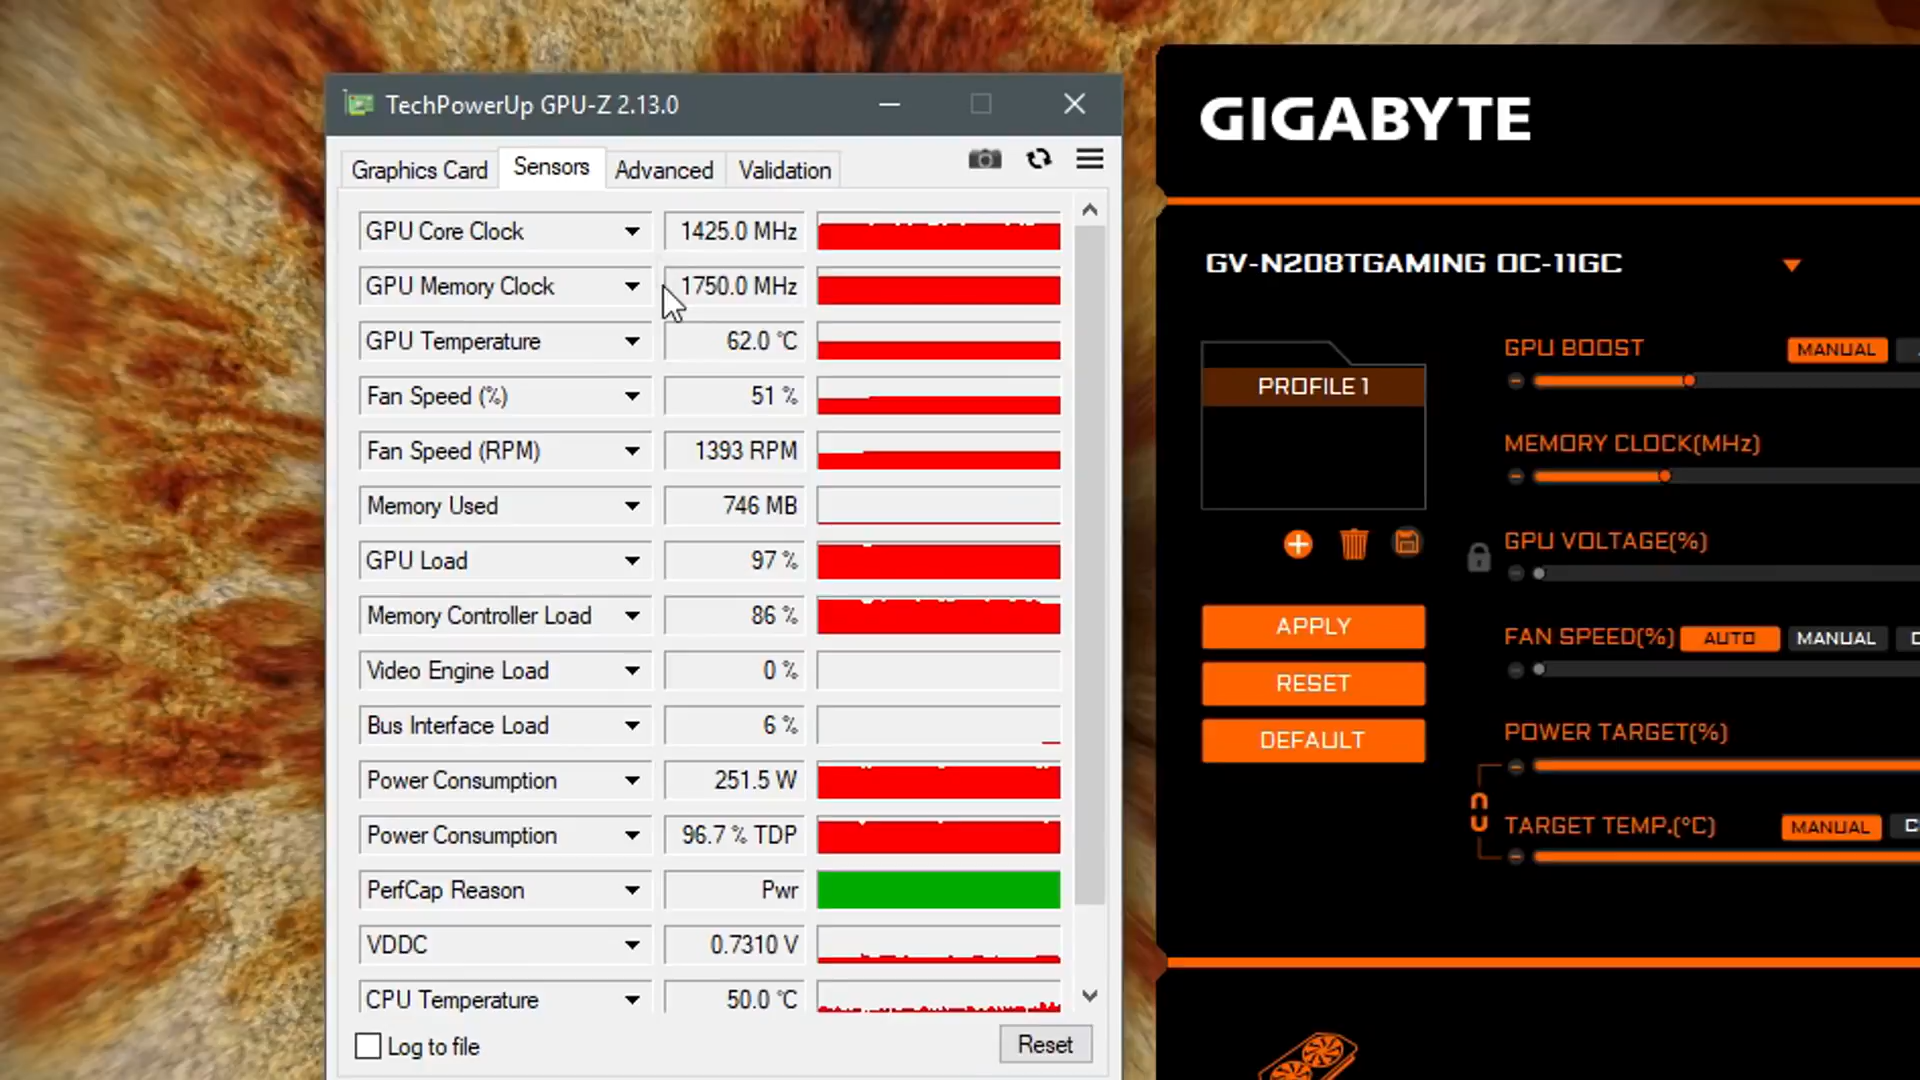 TechPowerUp GPU-Z 2.13.0
Graphics Card Sensors Advanced Validation
GPU Core Clock 1425.0 MHz
GPU Memory Clock 1750.0 MHz
GPU Temperature 62.0 °C
Fan Speed (%) 51 %
Fan Speed (RPM) 1393 RPM
Memory Used 746 MB
GPU Load 97 %
Memory Controller Load 86 %
Video Engine Load 0 %
Bus Interface Load 6 %
Power Consumption 251.5 W
Power Consumption 96.7 % TDP
PerfCap Reason Pwr
VDDC 0.7310 V
CPU Temperature 50.0 °C
Log to file Reset
GIGABYTE
GV-N208TGAMING OC-11GC
PROFILE 1
APPLY
RESET
DEFAULT
GPU BOOST MANUAL
MEMORY CLOCK(MHz)
GPU VOLTAGE(%)
FAN SPEED(%) AUTO MANUAL
POWER TARGET(%)
TARGET TEMP.(°C) MANUAL